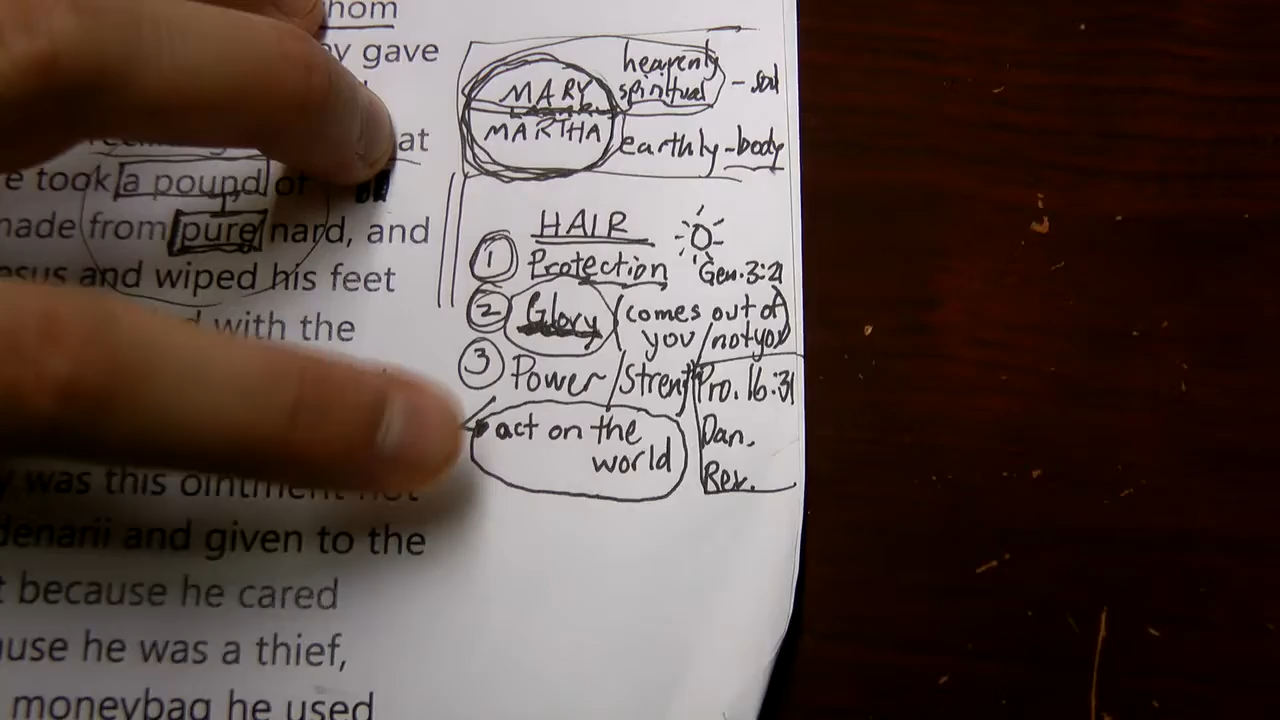 hom
y gave
at
e took a pound of
made from pure nard, and
esus and wiped his feet
d with the
y was this ointment not
denarii and given to the
t because he cared
ause he was a thief,
moneybag he used
MARY heavenly
spiritual - soul
MARTHA earthly - body
HAIR
1 Protection Gen. 3:21
2 Glory (comes out of
you / not you)
3 Power / Strength Pro. 16:31
act on the Dan.
world Rev.